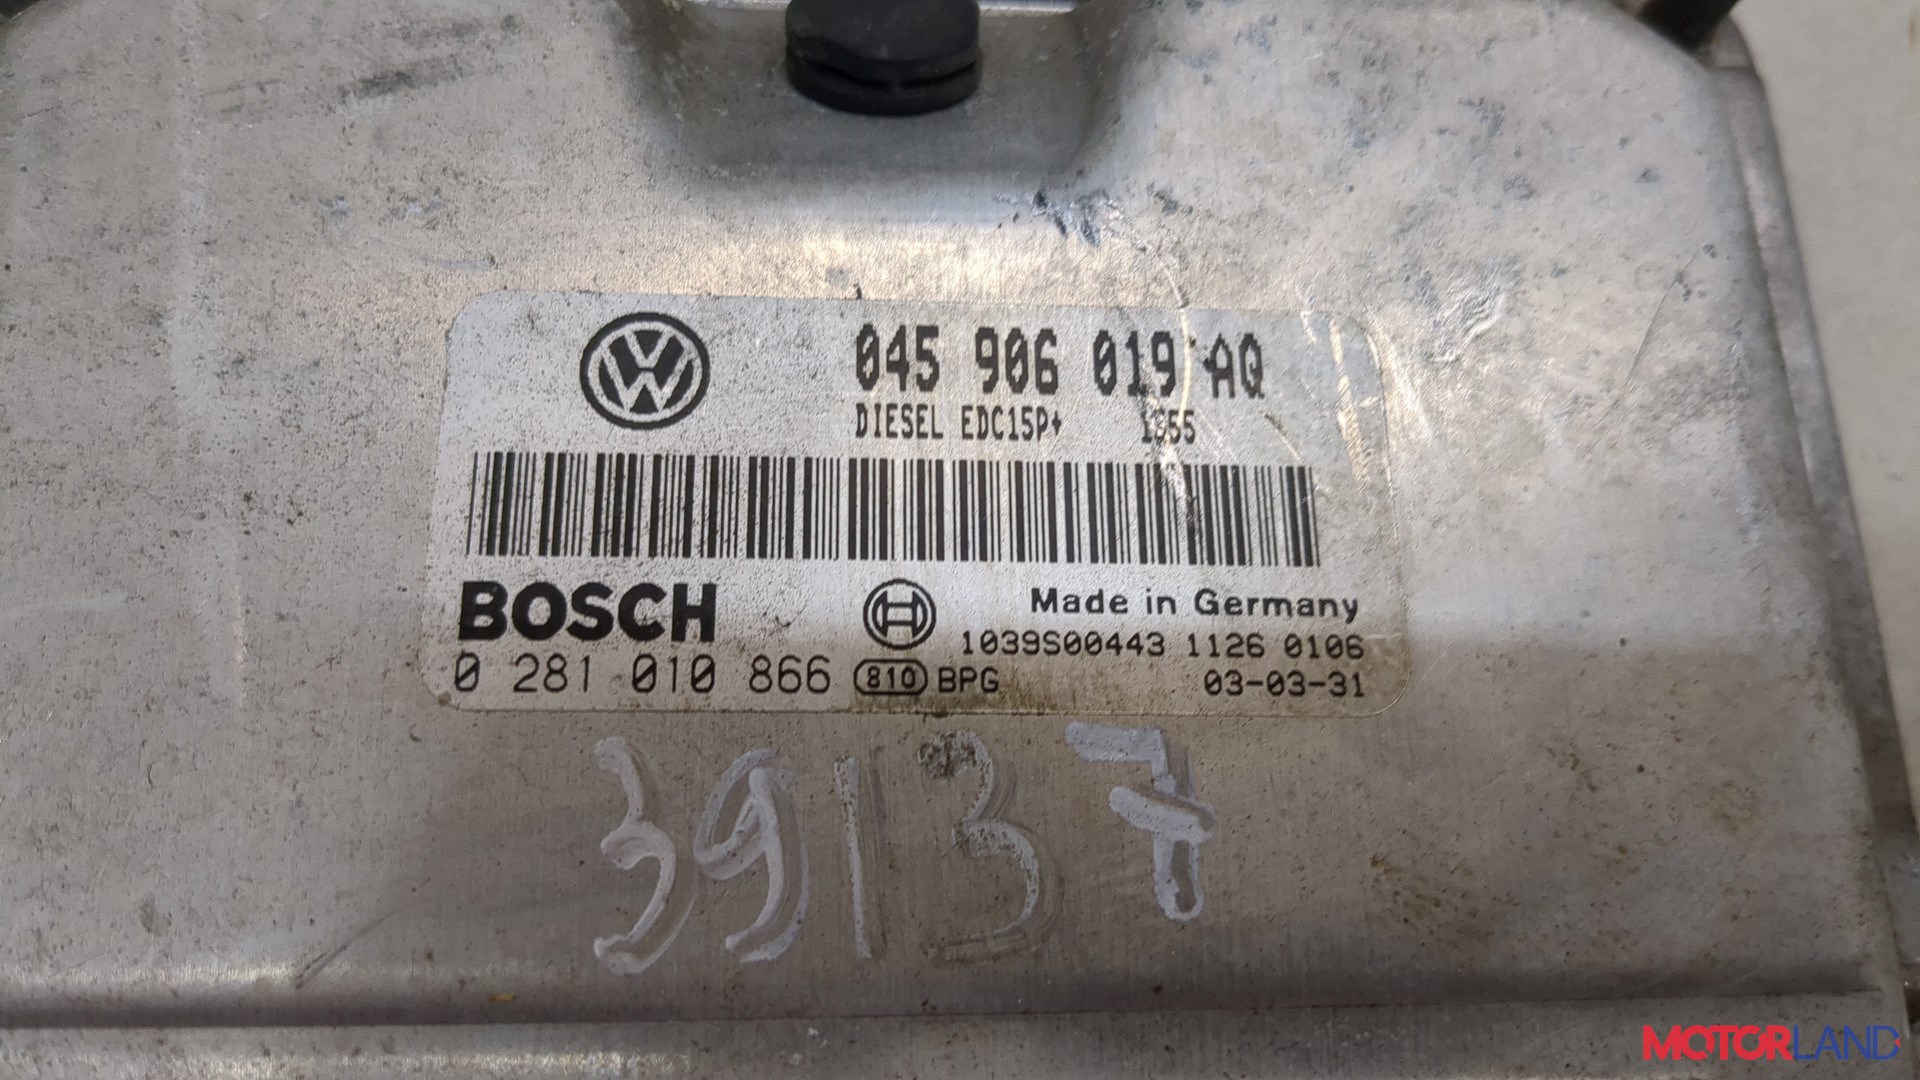 045 906 019 AQ
DIESEL EDC15P+
BOSCH
Made in Germany
1039S00443 1126 0106
0 281 010 866 810 BPG 03-03-31
39137
MOTORLAND